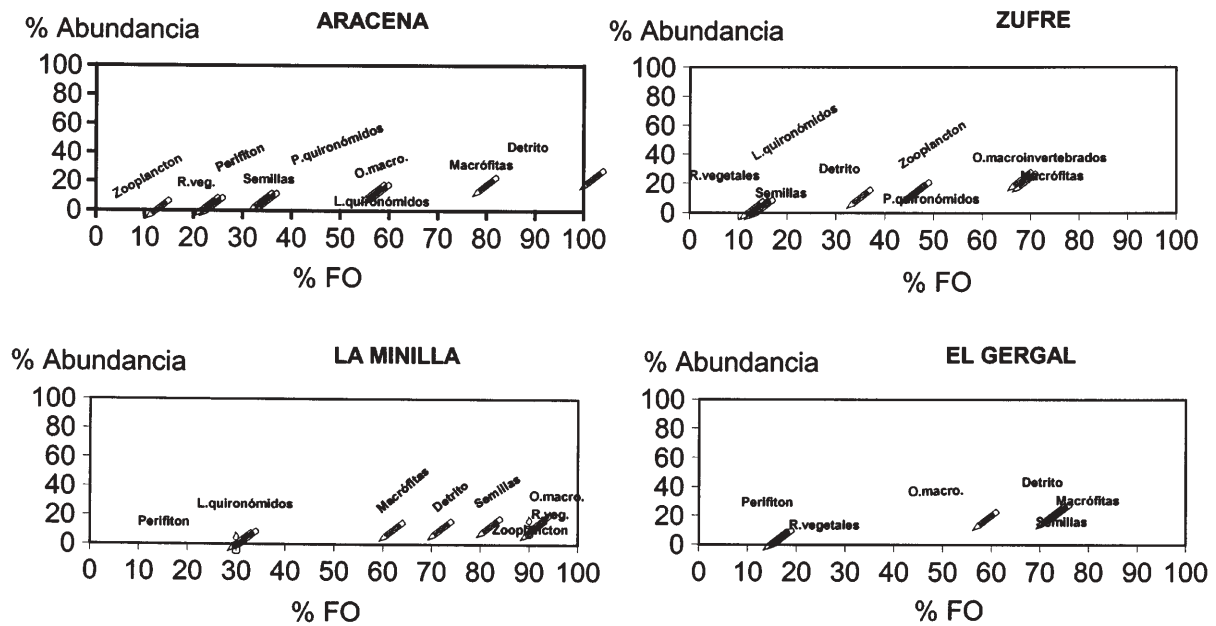 ARACENA
% Abundancia
100
80
60
40
20
0
Zooplancton
R.veg.
Perifiton
Semillas
P.quironómidos
O.macro.
L.quironómidos
Macrófitas
Detrito
0 10 20 30 40 50 60 70 80 90 100
% FO
ZUFRE
% Abundancia
100
80
60
40
20
0
R.vegetales
L.quironómidos
Semillas
Detrito
Zooplancton
P.quironómidos
O.macroinvertebrados
Macrófitas
0 10 20 30 40 50 60 70 80 90 100
% FO
LA MINILLA
% Abundancia
100
80
60
40
20
0
Perifiton
L.quironómidos
Macrófitas
Detrito
Semillas
O.macro.
R.veg.
Zooplancton
0 10 20 30 40 50 60 70 80 90 100
% FO
EL GERGAL
% Abundancia
100
80
60
40
20
0
Perifiton
R.vegetales
O.macro.
Detrito
Macrófitas
Semillas
0 10 20 30 40 50 60 70 80 90 100
% FO